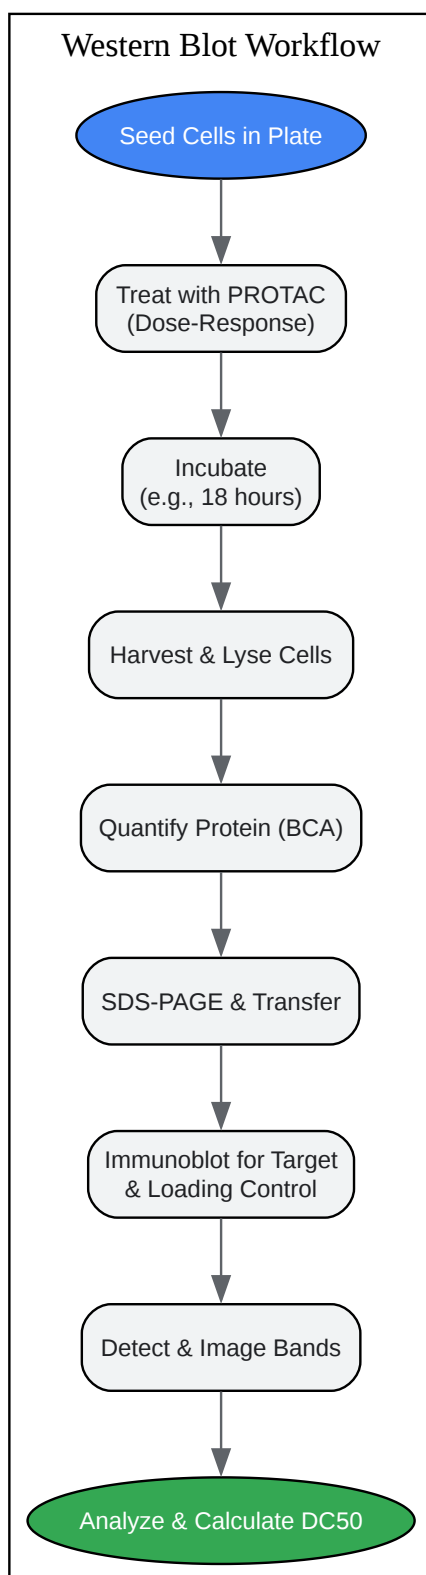 Western Blot Workflow
Seed Cells in Plate
Treat with PROTAC
(Dose-Response)
Incubate
(e.g., 18 hours)
Harvest & Lyse Cells
Quantify Protein (BCA)
SDS-PAGE & Transfer
Immunoblot for Target
& Loading Control
Detect & Image Bands
Analyze & Calculate DC50